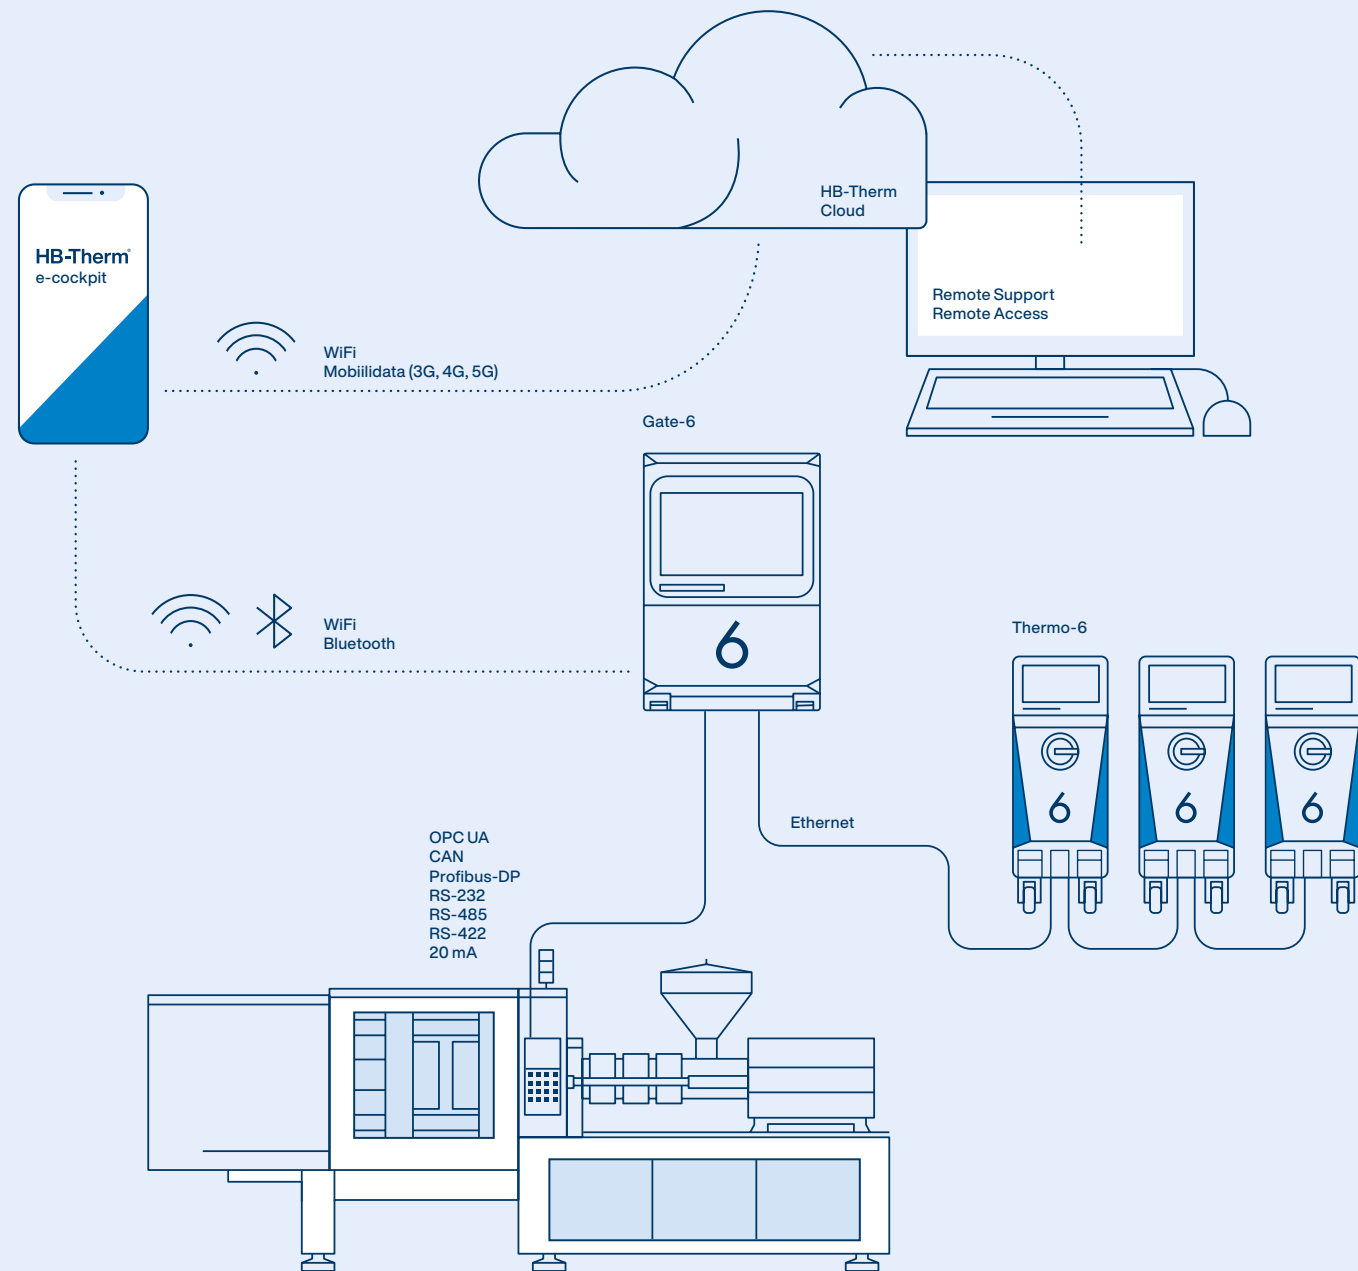 HB-Therm
Cloud
HB-Therm®
e-cockpit
Remote Support
Remote Access
WiFi
Mobiilidata (3G, 4G, 5G)
Gate-6
6
WiFi
Bluetooth
Thermo-6
6
6
6
Ethernet
OPC UA
CAN
Profibus-DP
RS-232
RS-485
RS-422
20 mA